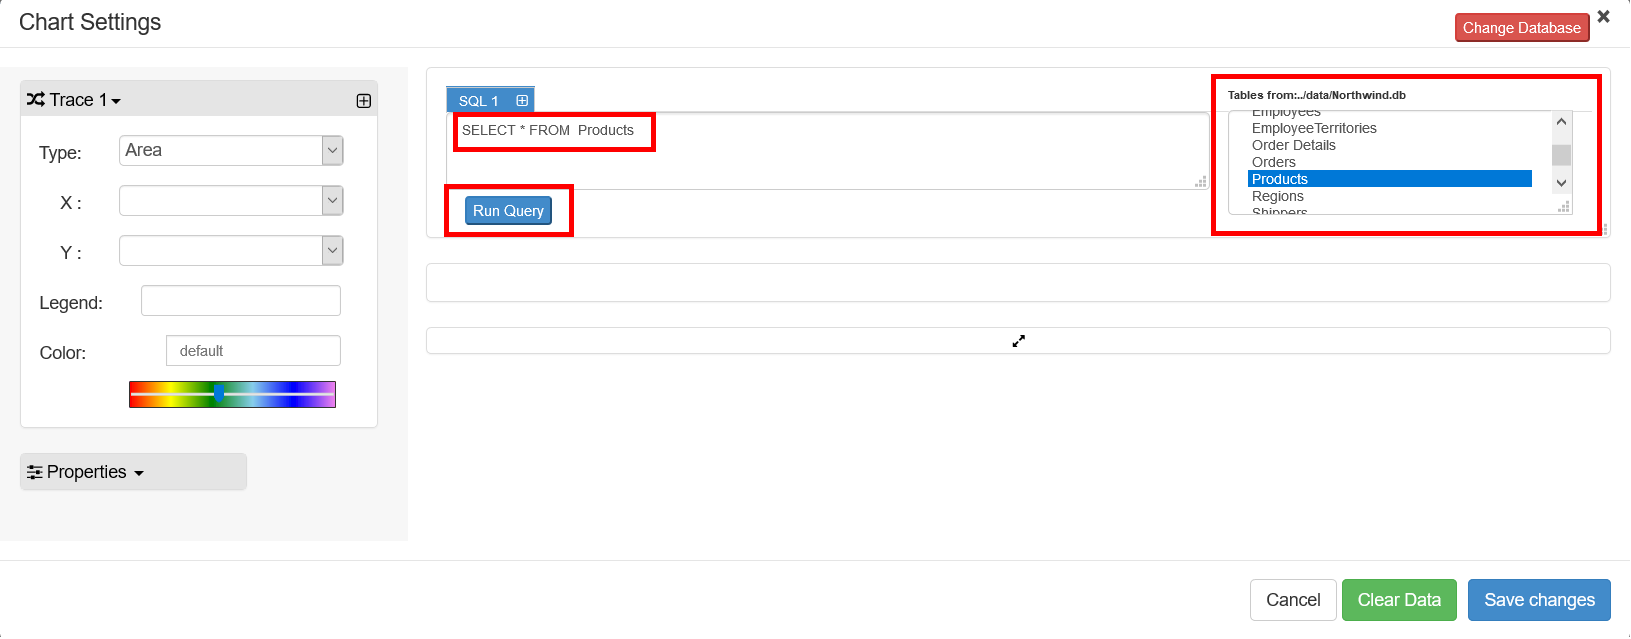 Chart Settings
Change Database
Trace 1
Type:
Area
X :
Y :
Legend:
Color:
default
Properties
SQL 1
SELECT * FROM  Products
Run Query
Tables from:../data/Northwind.db
Employees
EmployeeTerritories
Order Details
Orders
Products
Regions
Shippers
Cancel
Clear Data
Save changes